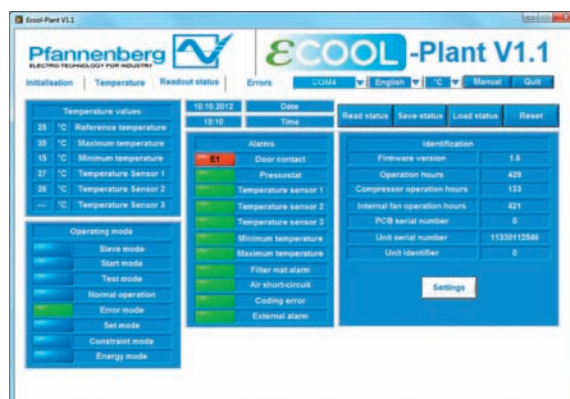 Ecool-Plant V1.1
Pfannenberg
ELECTRO-TECHNOLOGY FOR INDUSTRY
εCOOL-Plant V1.1
Initialisation Temperature Readout status Errors COM4 English °C Manual Quit
Temperature values
25 °C Reference temperature
35 °C Maximum temperature
15 °C Minimum temperature
27 °C Temperature Sensor 1
26 °C Temperature Sensor 2
--- °C Temperature Sensor 3
Operating mode
Slave mode
Start mode
Test mode
Normal operation
Error mode
Set mode
Constraint mode
Energy mode
10.10.2012 Date
15:10 Time
Alarms
E1 Door contact
Pressostat
Temperature sensor 1
Temperature sensor 2
Temperature sensor 3
Minimum temperature
Maximum temperature
Filter mat alarm
Air short-circuit
Coding error
External alarm
Read status Save status Load status Reset
Identification
Firmware version 1.6
Operation hours 429
Compressor operation hours 133
Internal fan operation hours 421
PCB serial number 0
Unit serial number 11330112546
Unit identifier 0
Settings